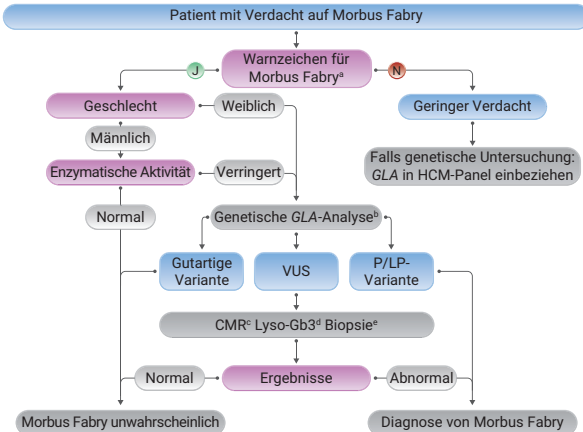 Patient mit Verdacht auf Morbus Fabry
Warnzeichen für
Morbus Fabryᵃ
J
N
Geschlecht
Weiblich
Geringer Verdacht
Männlich
Falls genetische Untersuchung:
GLA in HCM-Panel einbeziehen
Enzymatische Aktivität
Verringert
Normal
Genetische GLA-Analyseᵇ
Gutartige
Variante
VUS
P/LP-
Variante
CMRᶜ Lyso-Gb3ᵈ Biopsieᵉ
Normal
Ergebnisse
Abnormal
Morbus Fabry unwahrscheinlich
Diagnose von Morbus Fabry